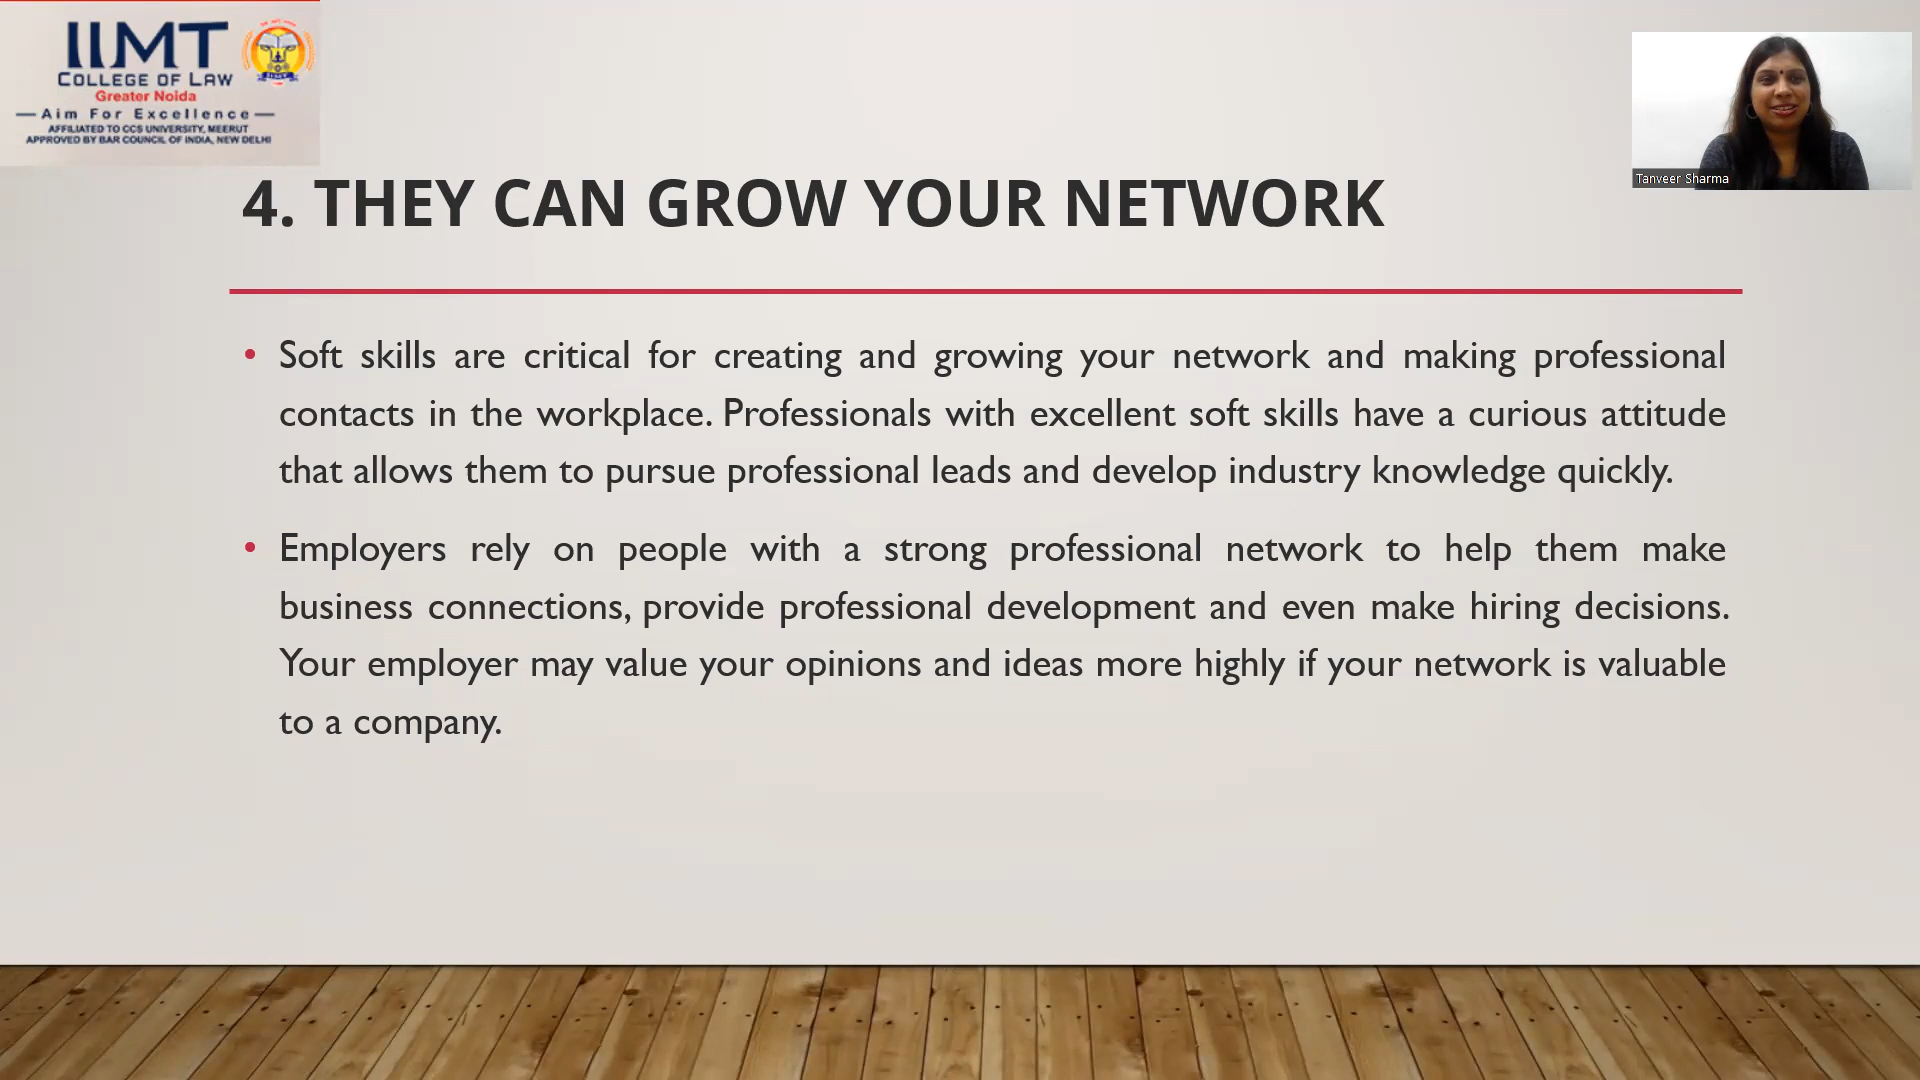 IIMT
COLLEGE OF LAW
Greater Noida
— Aim For Excellence —
AFFILIATED TO CCS UNIVERSITY, MEERUT
APPROVED BY BAR COUNCIL OF INDIA, NEW DELHI
Tanveer Sharma
4. THEY CAN GROW YOUR NETWORK
• Soft skills are critical for creating and growing your network and making professional
contacts in the workplace. Professionals with excellent soft skills have a curious attitude
that allows them to pursue professional leads and develop industry knowledge quickly.
• Employers rely on people with a strong professional network to help them make
business connections, provide professional development and even make hiring decisions.
Your employer may value your opinions and ideas more highly if your network is valuable
to a company.